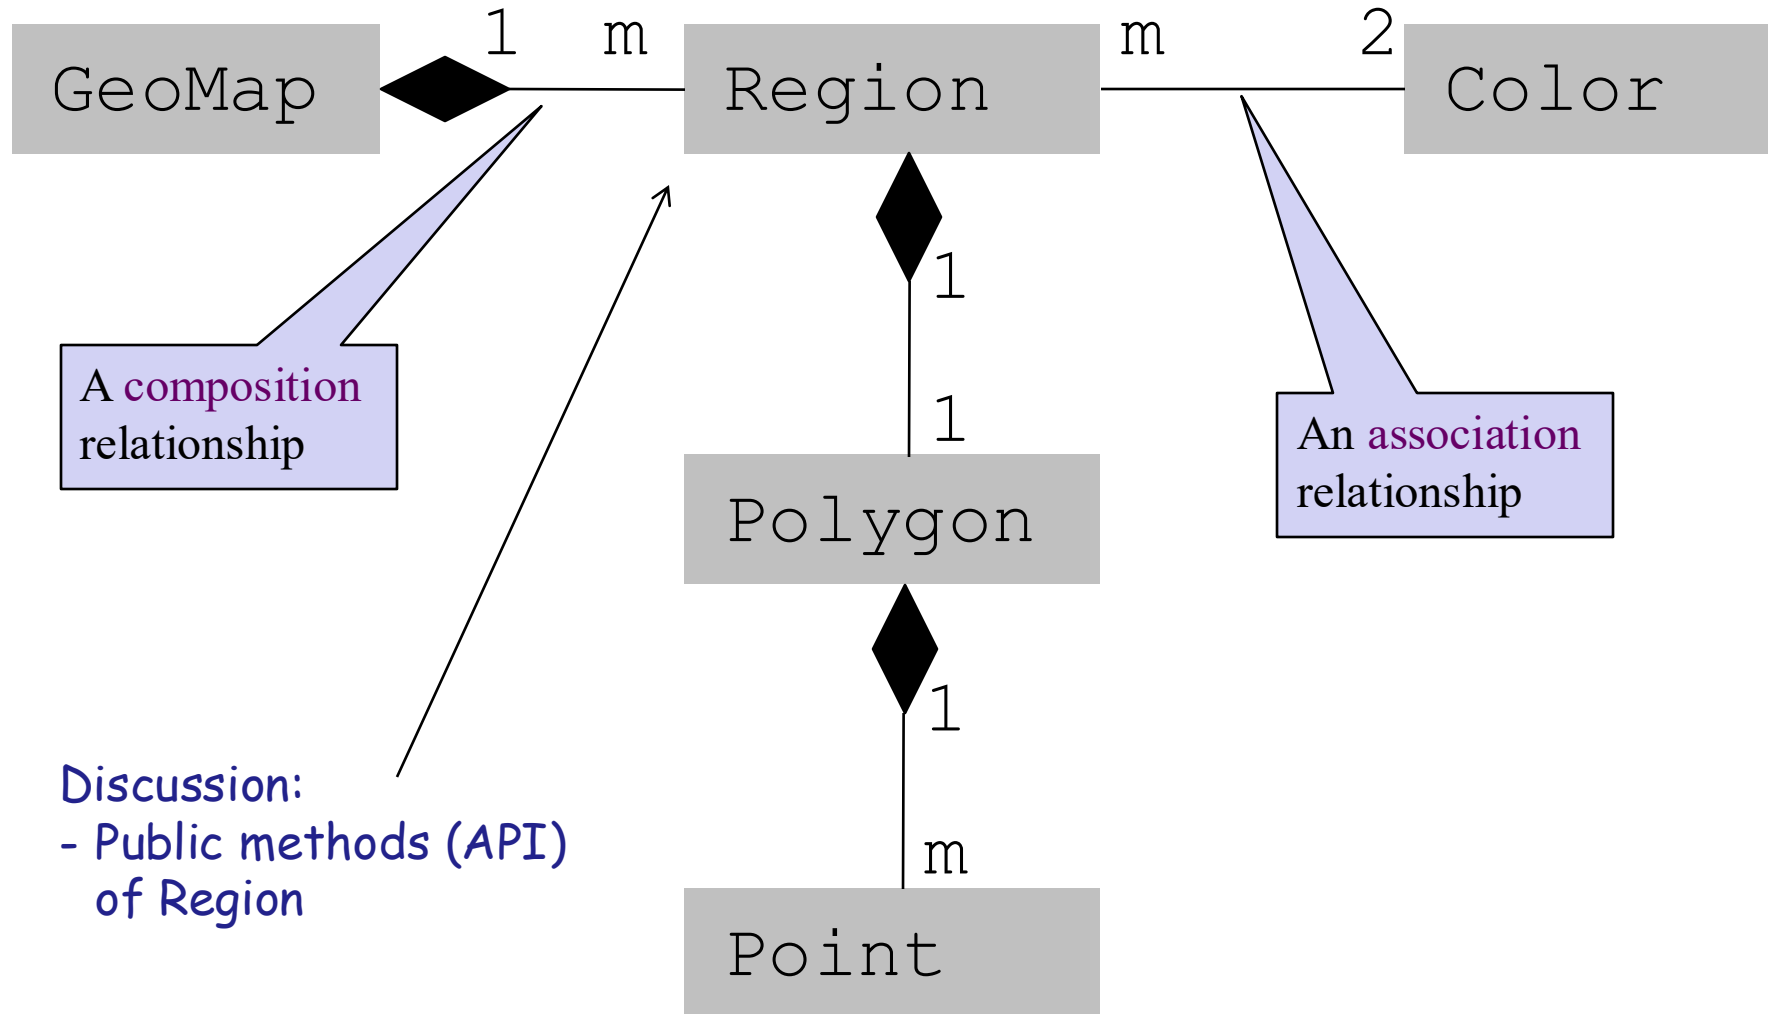 1 m m 2
GeoMap Region Color
1
A composition
relationship
1
An association
relationship
Polygon
1
Discussion:
- Public methods (API)
of Region
m
Point